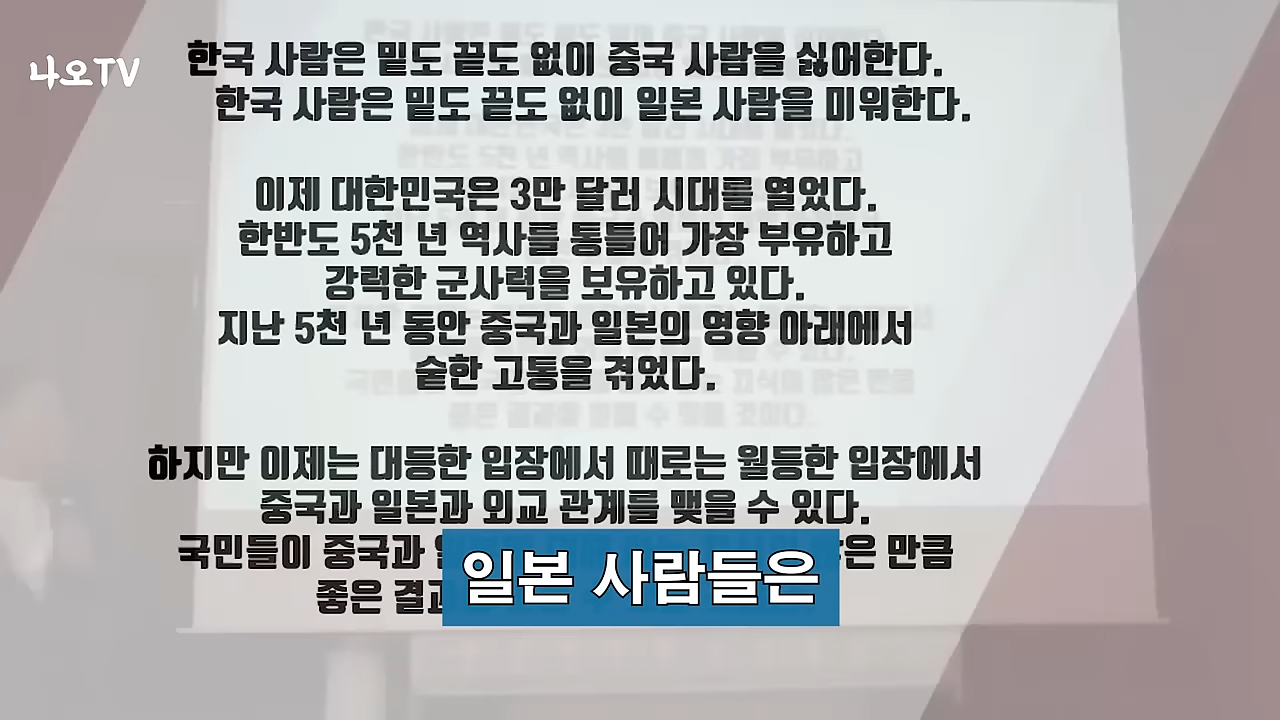 나오TV
한국 사람은 밑도 끝도 없이 중국 사람을 싫어한다.
한국 사람은 밑도 끝도 없이 일본 사람을 미워한다.
이제 대한민국은 3만 달러 시대를 열었다.
한반도 5천 년 역사를 통틀어 가장 부유하고
강력한 군사력을 보유하고 있다.
지난 5천 년 동안 중국과 일본의 영향 아래에서
숱한 고통을 겪었다.
하지만 이제는 대등한 입장에서 때로는 월등한 입장에서
중국과 일본과 외교 관계를 맺을 수 있다.
국민들이 중국과 만큼
좋은
일본 사람들은